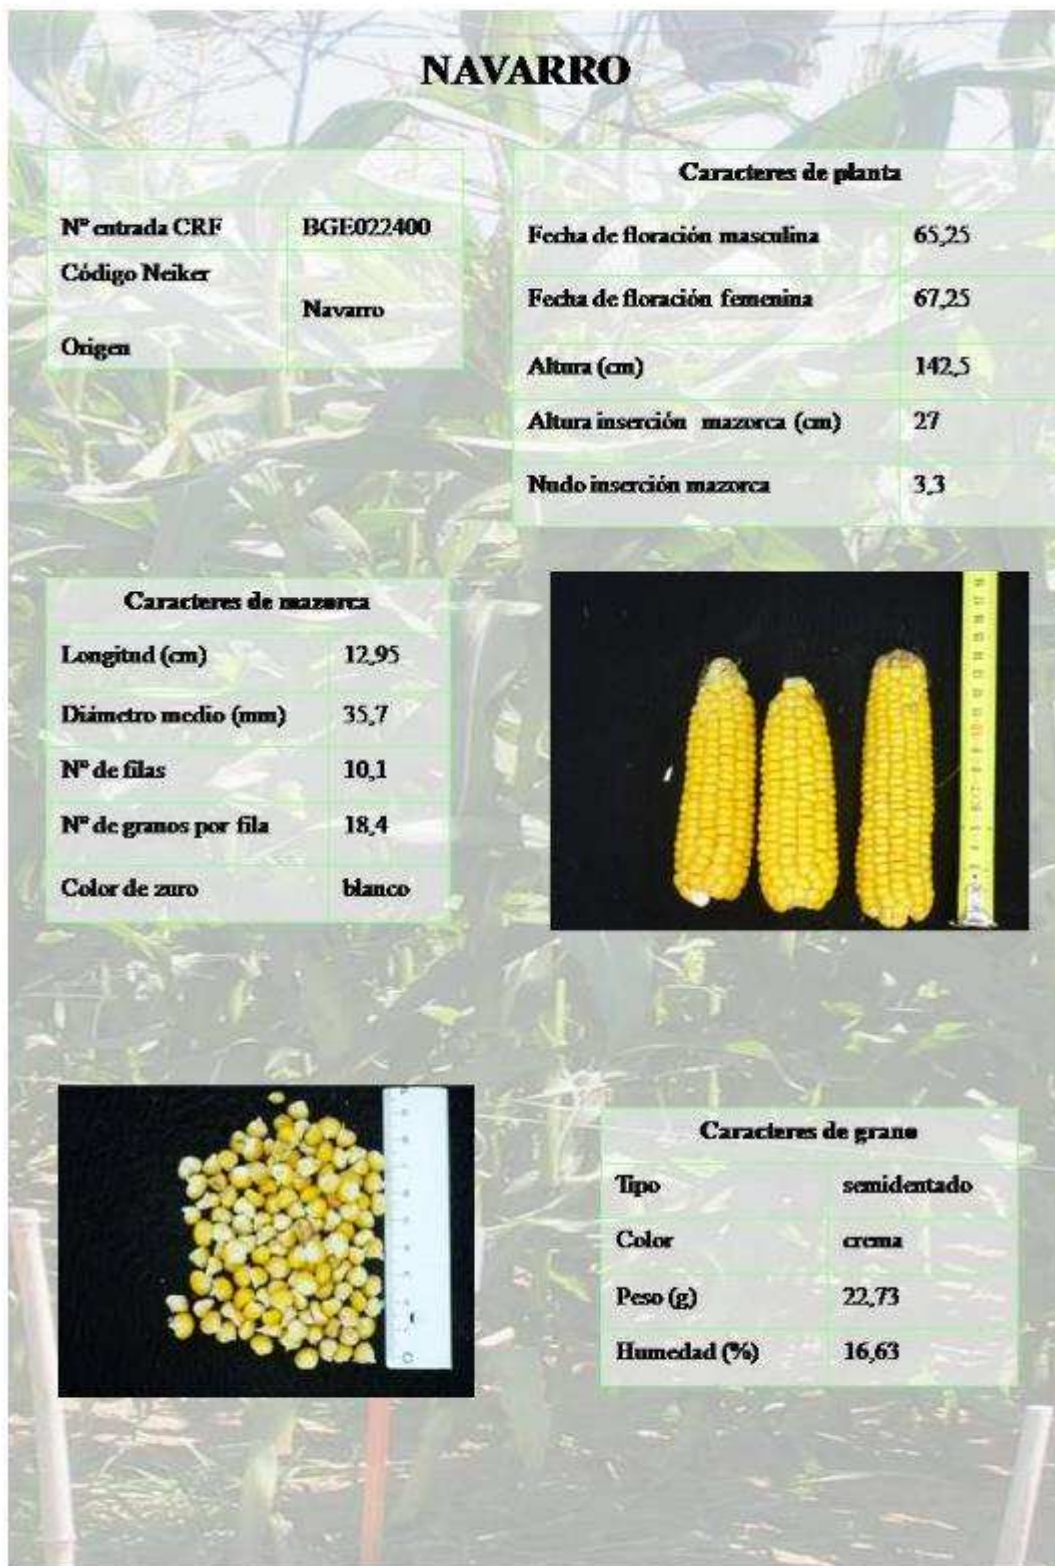 NAVARRO
Nº entrada CRF BGE022400
Código Neiker
Navarro
Origen
Caracteres de planta
Fecha de floración masculina 65,25
Fecha de floración femenina 67,25
Altura (cm) 142,5
Altura inserción mazorca (cm) 27
Nudo inserción mazorca 3,3
Caracteres de mazorca
Longitud (cm) 12,95
Diámetro medio (mm) 35,7
Nº de filas 10,1
Nº de granos por fila 18,4
Color de zuro blanco
Caracteres de grano
Tipo semidentado
Color crema
Peso (g) 22,73
Humedad (%) 16,63